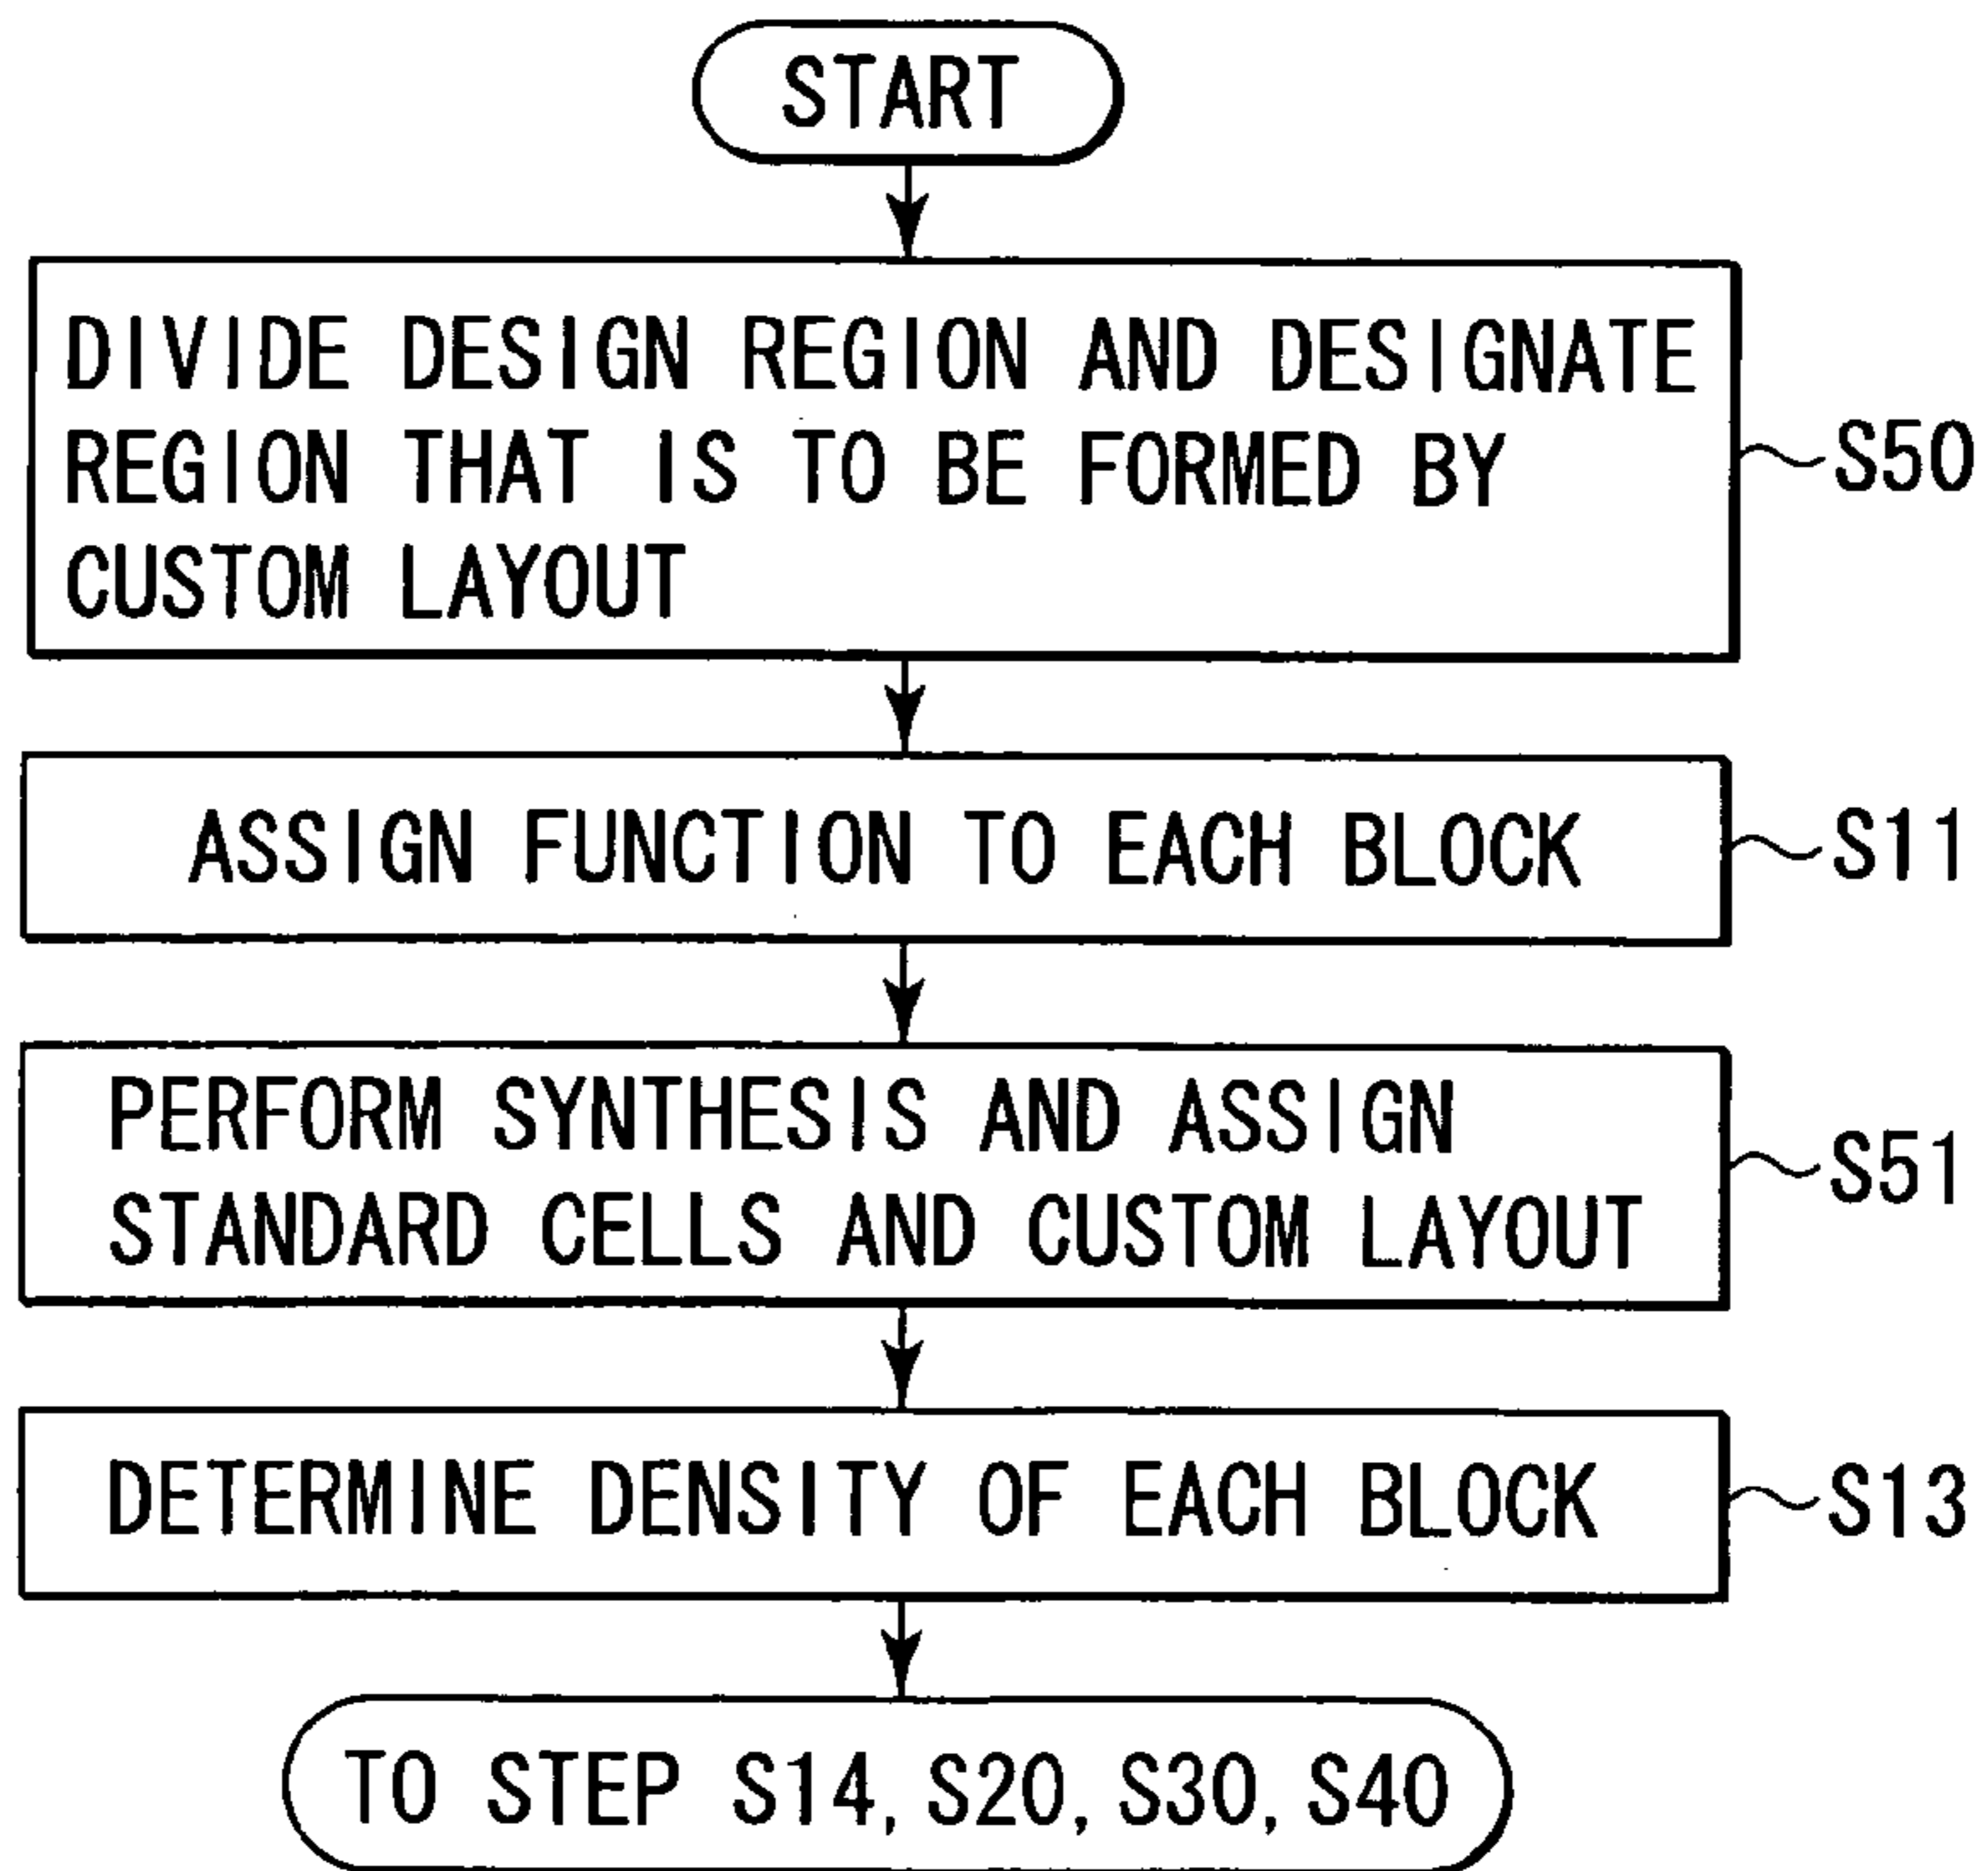 START
DIVIDE DESIGN REGION AND DESIGNATE
REGION THAT IS TO BE FORMED BY
CUSTOM LAYOUT
S50
ASSIGN FUNCTION TO EACH BLOCK
S11
PERFORM SYNTHESIS AND ASSIGN
STANDARD CELLS AND CUSTOM LAYOUT
S51
DETERMINE DENSITY OF EACH BLOCK
S13
TO STEP S14, S20, S30, S40